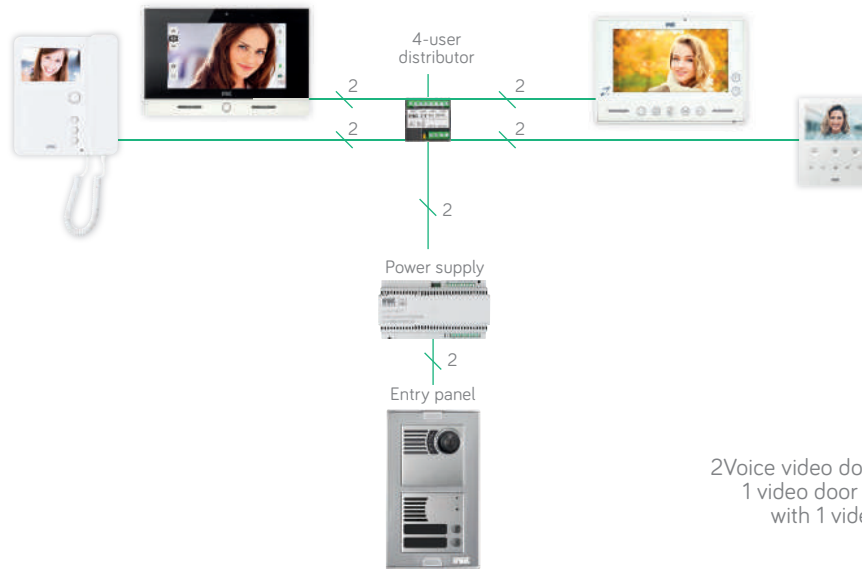 4-user
distributor
2
2
2
2
2
Power supply
2
Entry panel
2Voice video do
1 video door
with 1 vide